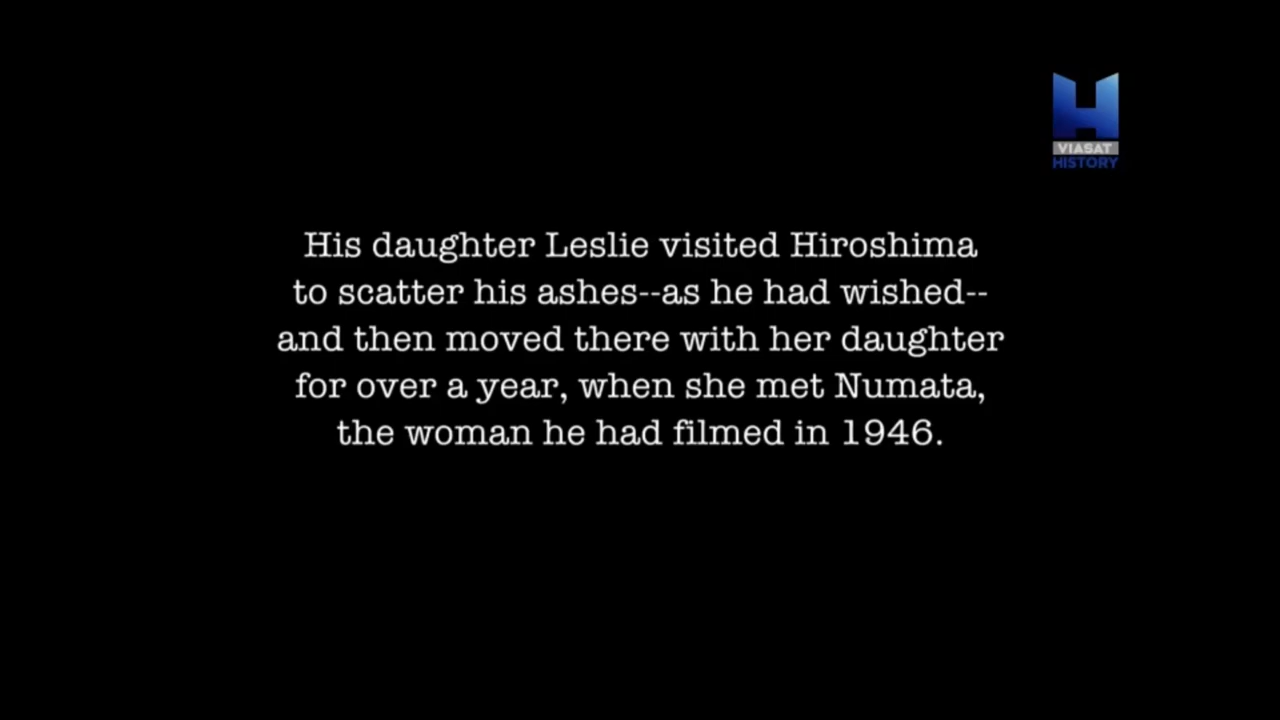 VIASAT
HISTORY
His daughter Leslie visited Hiroshima
to scatter his ashes--as he had wished--
and then moved there with her daughter
for over a year, when she met Numata,
the woman he had filmed in 1946.